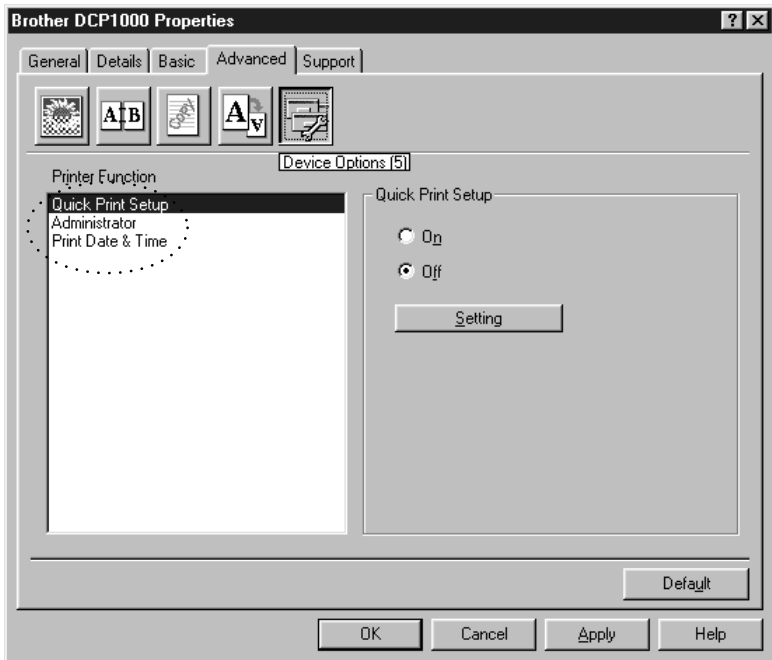 Brother DCP1000 Properties
General Details Basic Advanced Support
A B COPY A A
Device Options (5)
Printer Function
Quick Print Setup
Administrator
Print Date & Time
Quick Print Setup
On
Off
Setting
Default
OK Cancel Apply Help